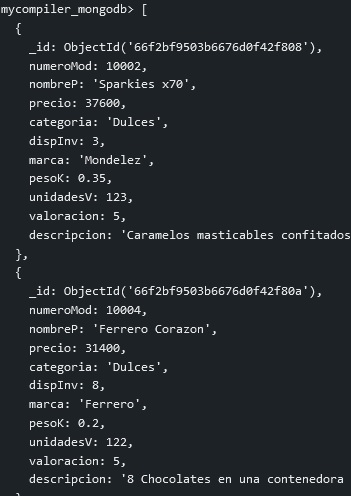 mycompiler_mongodb> [
  {
    _id: ObjectId('66f2bf9503b6676d0f42f808'),
    numeroMod: 10002,
    nombreP: 'Sparkies x70',
    precio: 37600,
    categoria: 'Dulces',
    dispInv: 3,
    marca: 'Mondelez',
    pesoK: 0.35,
    unidadesV: 123,
    valoracion: 5,
    descripcion: 'Caramelos masticables confitados
  },
  {
    _id: ObjectId('66f2bf9503b6676d0f42f80a'),
    numeroMod: 10004,
    nombreP: 'Ferrero Corazon',
    precio: 31400,
    categoria: 'Dulces',
    dispInv: 8,
    marca: 'Ferrero',
    pesoK: 0.2,
    unidadesV: 122,
    valoracion: 5,
    descripcion: '8 Chocolates en una contenedora